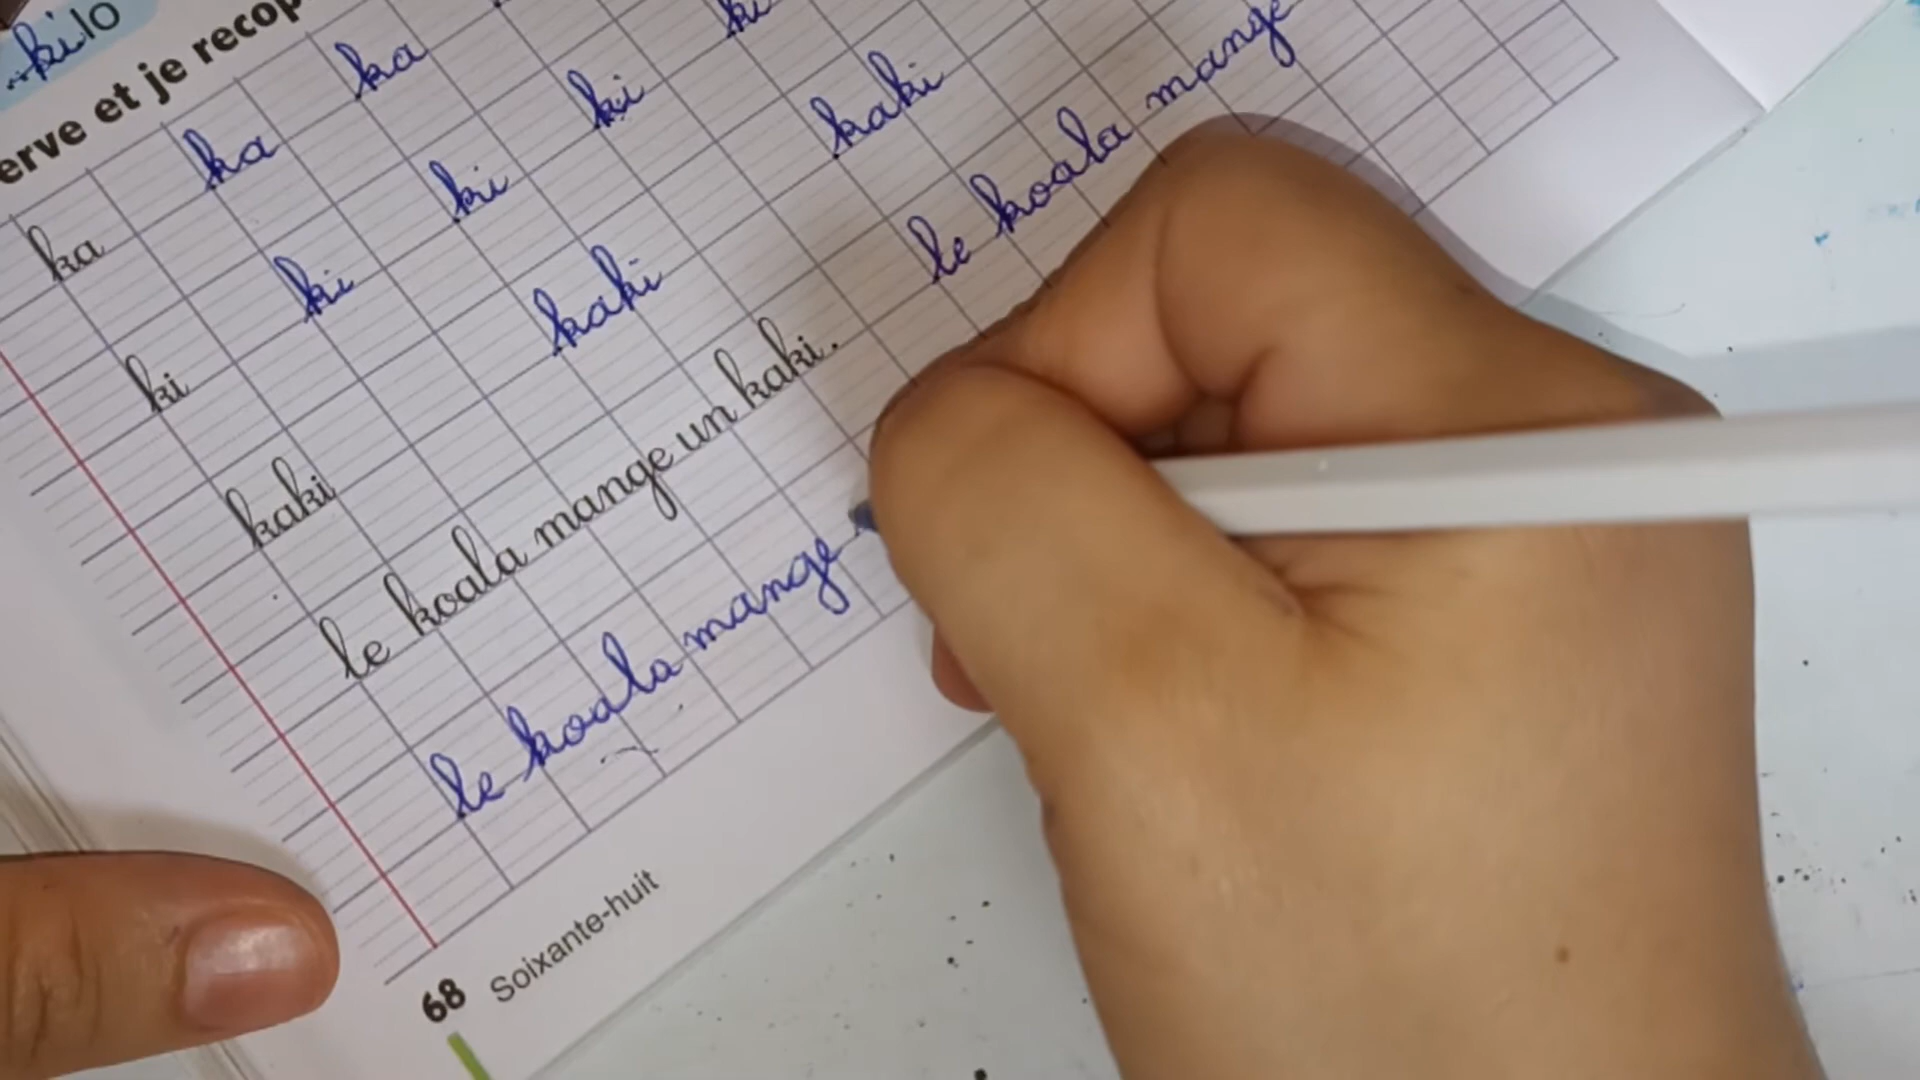 kilo
erve et je recop
ka ka ka
ki ki ki ki
kaki kaki kaki
le koala mange un kaki. le koala mange
le koala mange
68 Soixante-huit